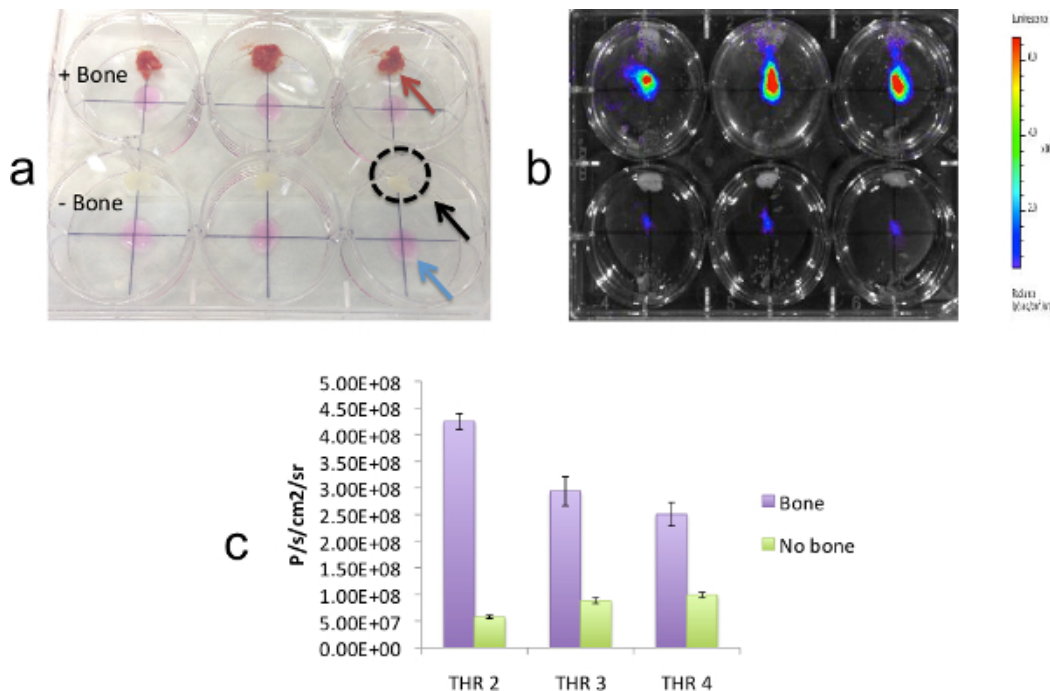 a
+ Bone
- Bone
b
Luminescence
c
5.00E+08
4.50E+08
4.00E+08
3.50E+08
3.00E+08
2.50E+08
2.00E+08
1.50E+08
1.00E+08
5.00E+07
0.00E+00
P/s/cm2/sr
THR 2
THR 3
THR 4
Bone
No bone